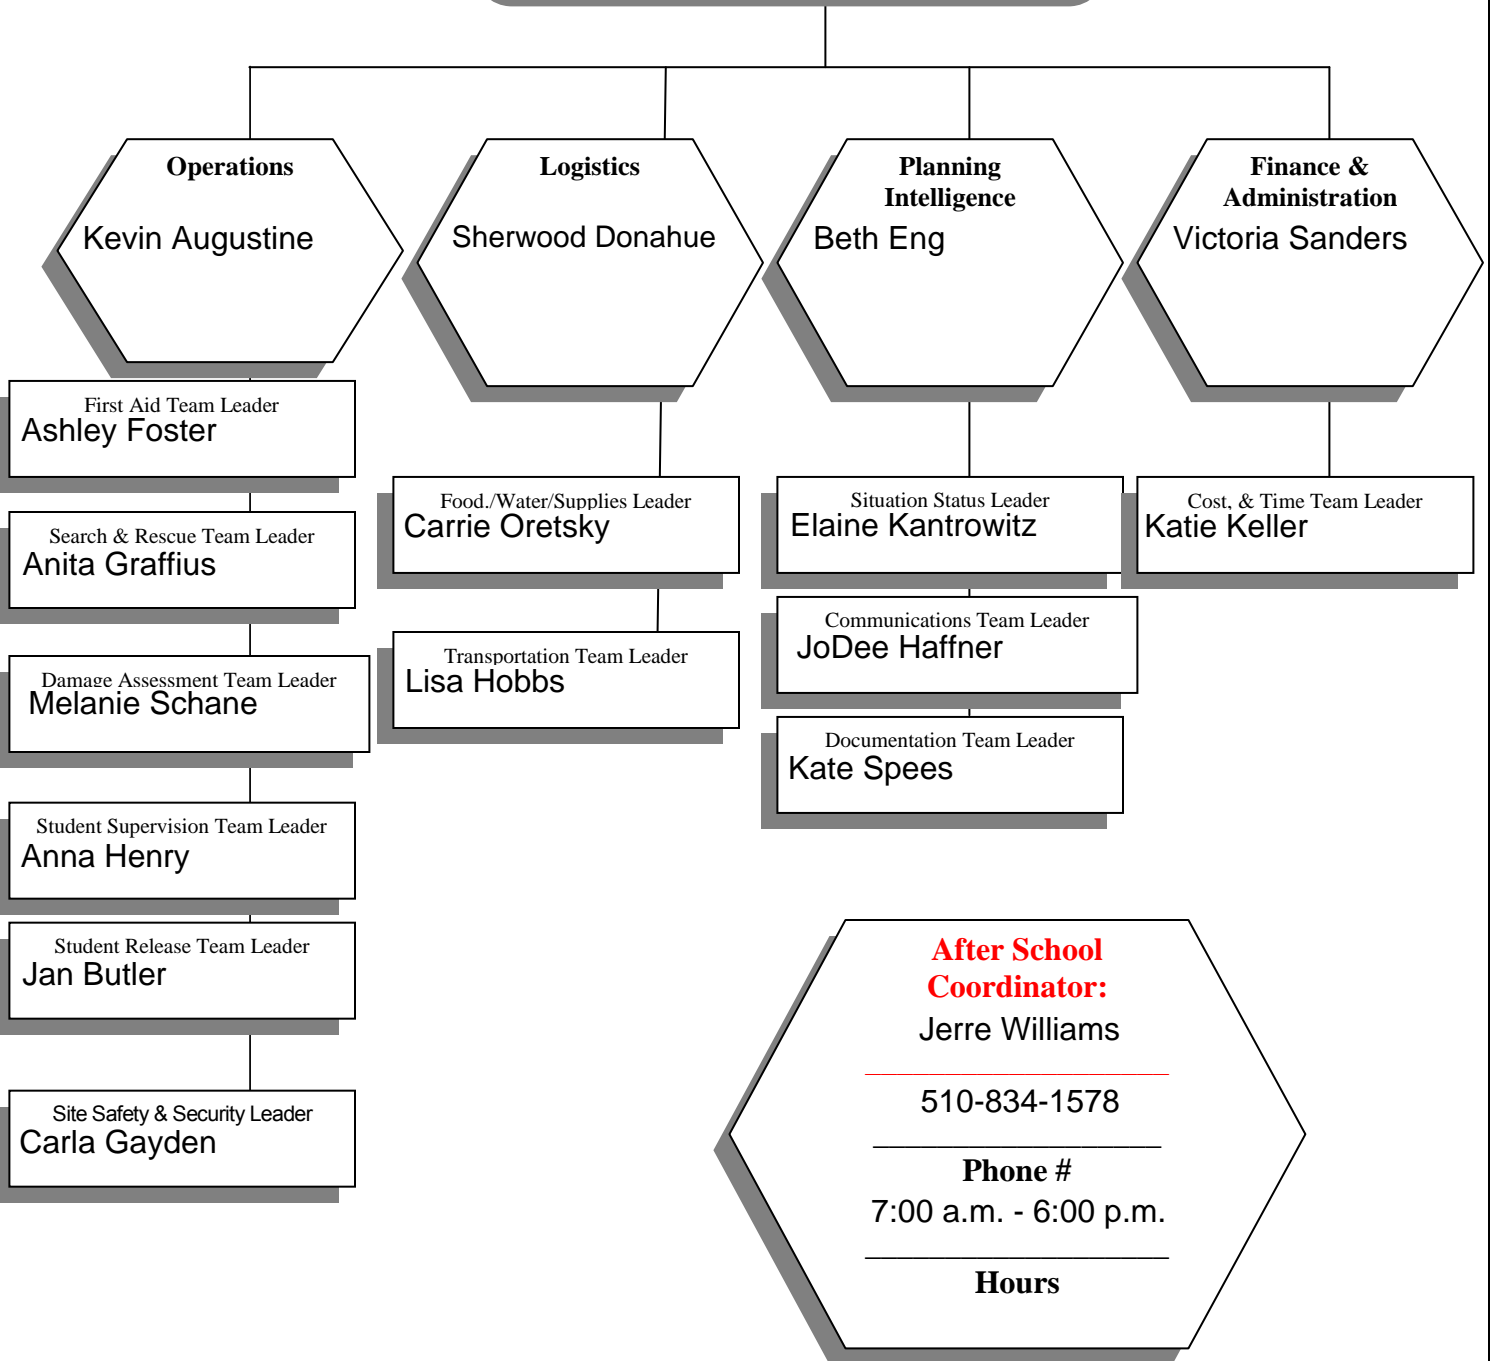 Operations
Kevin Augustine
Logistics
Sherwood Donahue
Planning
Intelligence
Beth Eng
Finance &
Administration
Victoria Sanders
First Aid Team Leader
Ashley Foster
Search & Rescue Team Leader
Anita Graffius
Damage Assessment Team Leader
Melanie Schane
Student Supervision Team Leader
Anna Henry
Student Release Team Leader
Jan Butler
Site Safety & Security Leader
Carla Gayden
Food./Water/Supplies Leader
Carrie Oretsky
Transportation Team Leader
Lisa Hobbs
Situation Status Leader
Elaine Kantrowitz
Communications Team Leader
JoDee Haffner
Documentation Team Leader
Kate Spees
Cost, & Time Team Leader
Katie Keller
After School
Coordinator:
Jerre Williams
510-834-1578
Phone #
7:00 a.m. - 6:00 p.m.
Hours